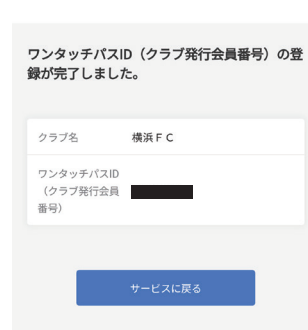 ワンタッチパスID（クラブ発行会員番号）の登
録が完了しました。
クラブ名 横浜ＦＣ
ワンタッチパスID
（クラブ発行会員
番号）
サービスに戻る